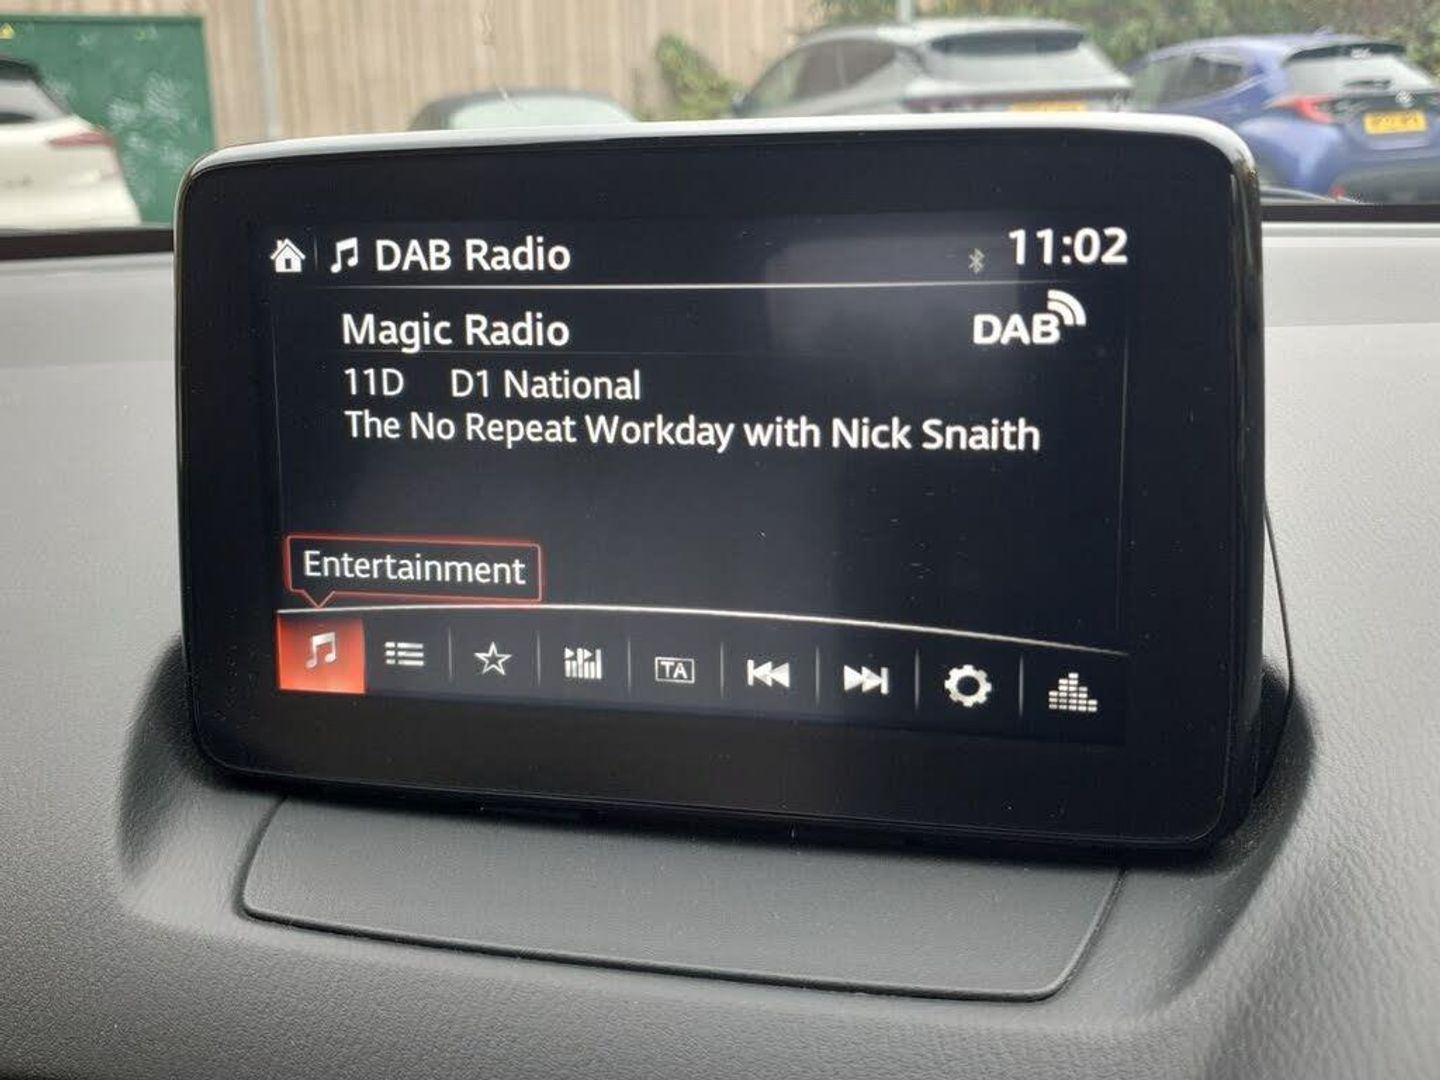 DAB Radio
11:02
Magic Radio
DAB
11D D1 National
The No Repeat Workday with Nick Snaith
Entertainment
TA